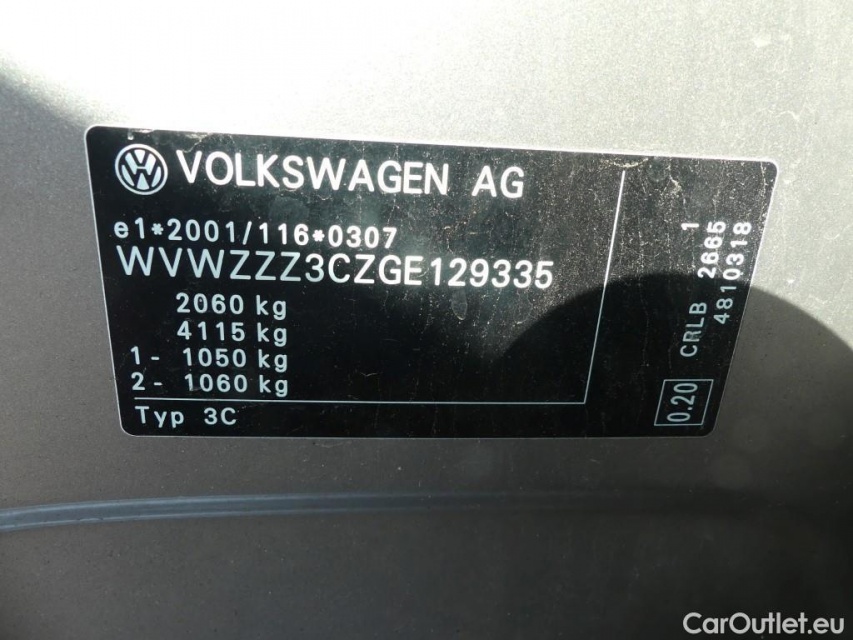 VOLKSWAGEN AG
e1*2001/116*0307
WVWZZZ3CZGE129335
2060 kg
4115 kg
1- 1050 kg
2- 1060 kg
Typ 3C
1
CRLB 2665
4810318
0.20
CarOutlet.eu